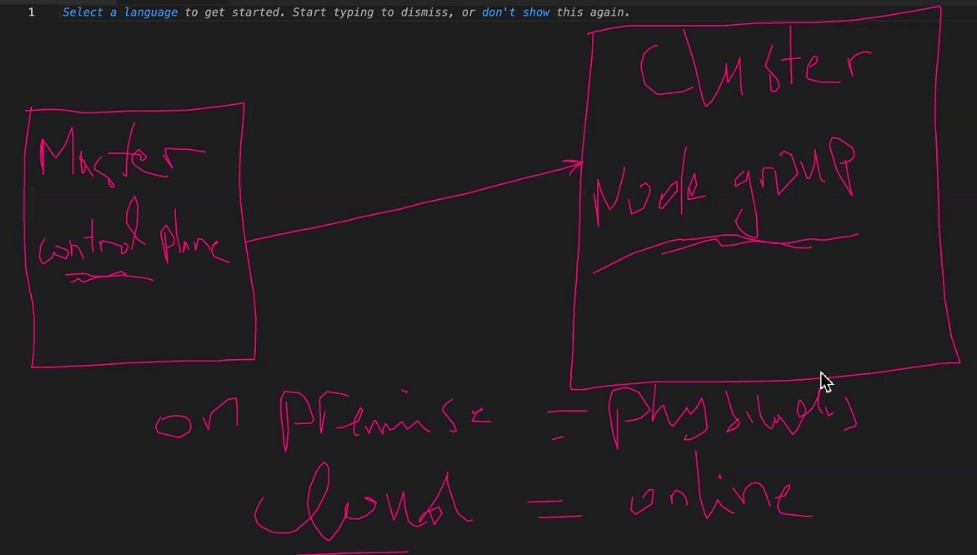 1 Select a language to get started. Start typing to dismiss, or don't show this again.
Cluster
Master
node group
control plane
on PREmise = Physically
Cloud = online